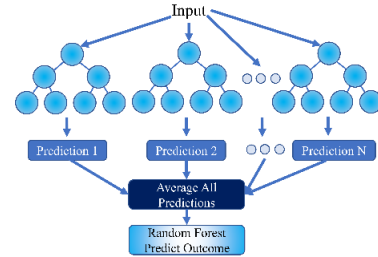 Input
Prediction 1
Prediction 2
Prediction N
Average All
Predictions
Random Forest
Predict Outcome